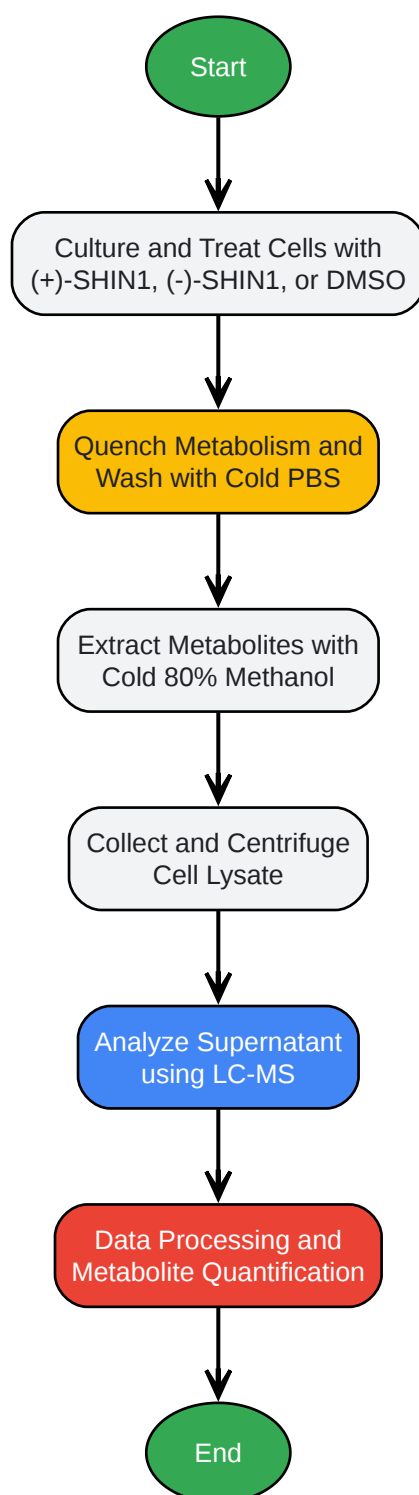 Start
Culture and Treat Cells with
(+)-SHIN1, (-)-SHIN1, or DMSO
Quench Metabolism and
Wash with Cold PBS
Extract Metabolites with
Cold 80% Methanol
Collect and Centrifuge
Cell Lysate
Analyze Supernatant
using LC-MS
Data Processing and
Metabolite Quantification
End